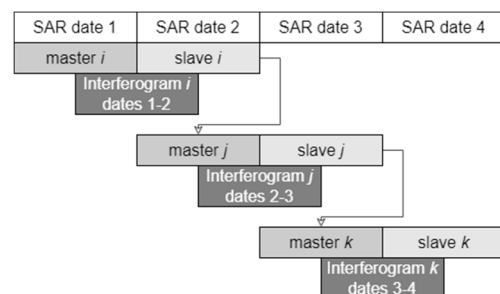 SAR date 1 SAR date 2 SAR date 3 SAR date 4
master i slave i
Interferogram i
dates 1-2
master j slave j
Interferogram j
dates 2-3
master k slave k
Interferogram k
dates 3-4